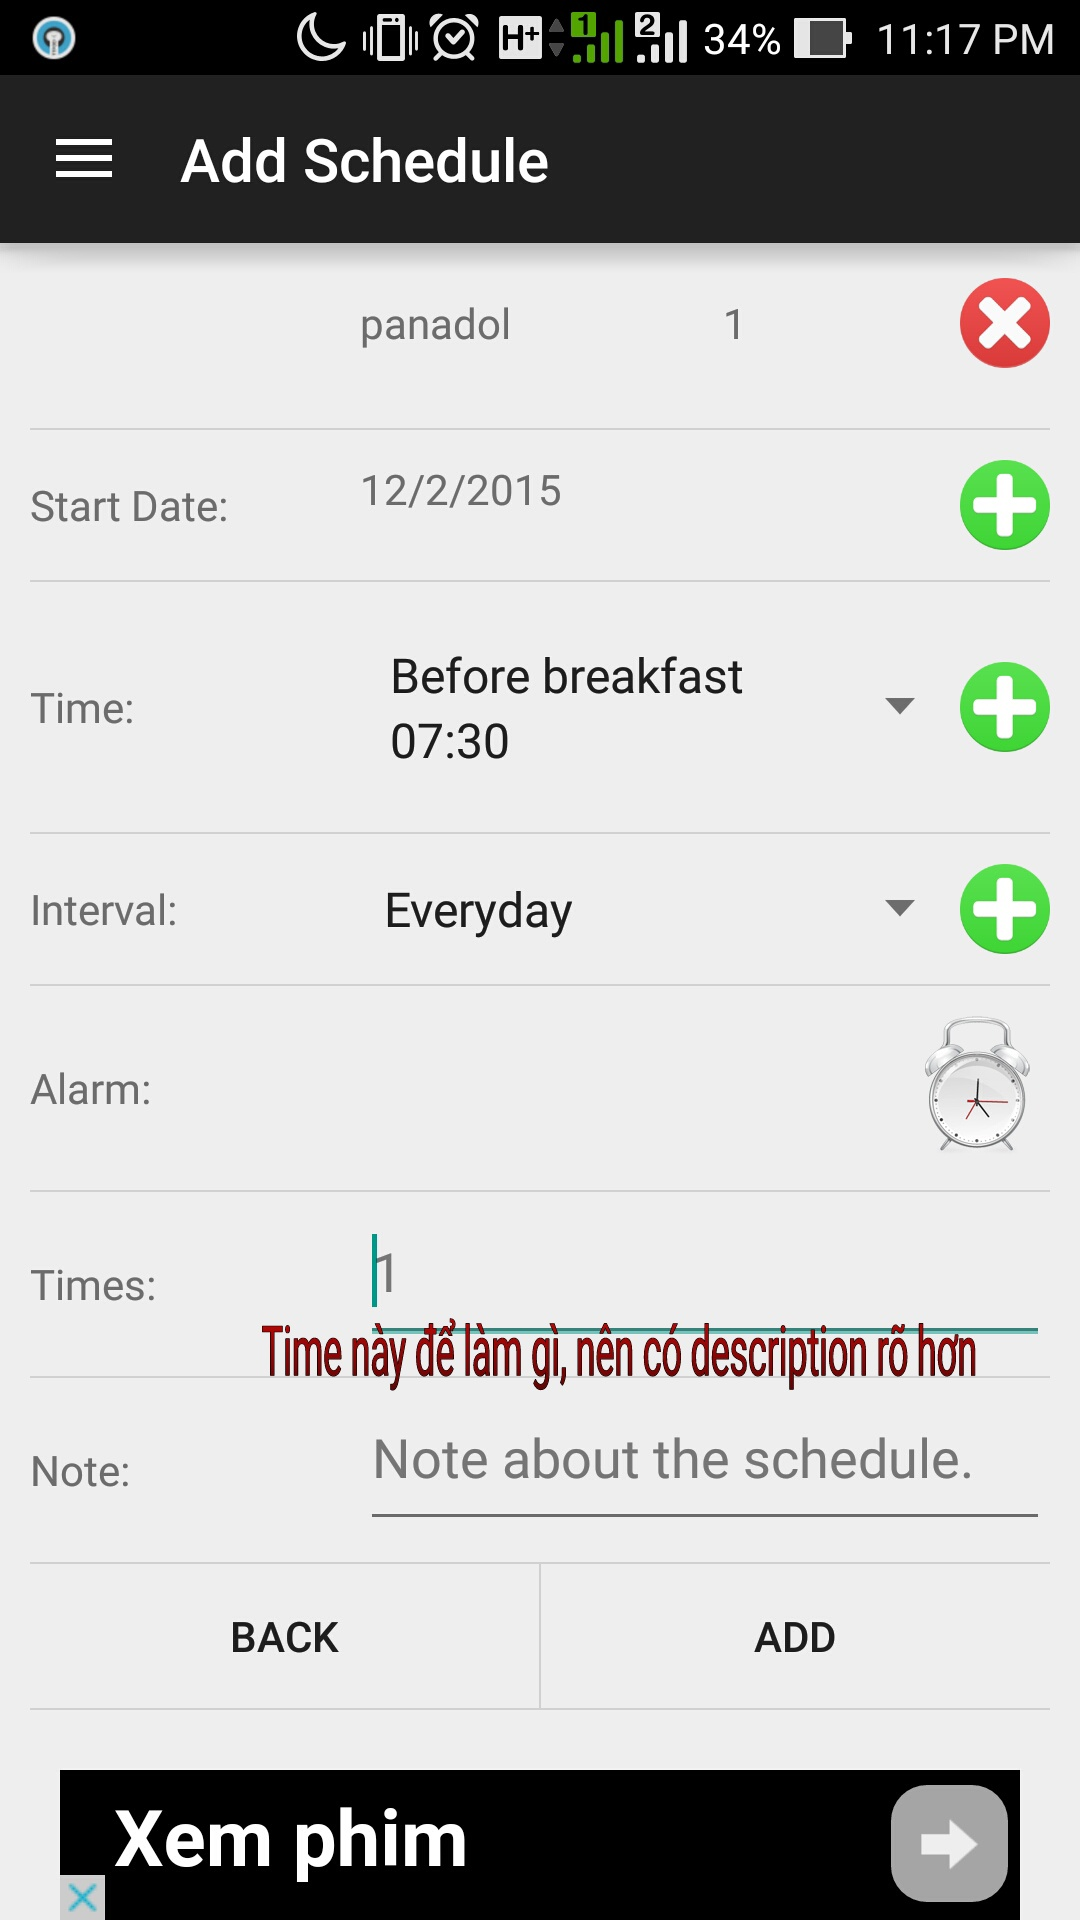 H+ 1 2 34% 11:17 PM
Add Schedule
panadol 1
Start Date: 12/2/2015
Time: Before breakfast
07:30
Interval: Everyday
Alarm:
Times: 1
Time này để làm gì, nên có description rõ hơn
Note: Note about the schedule.
BACK ADD
Xem phim